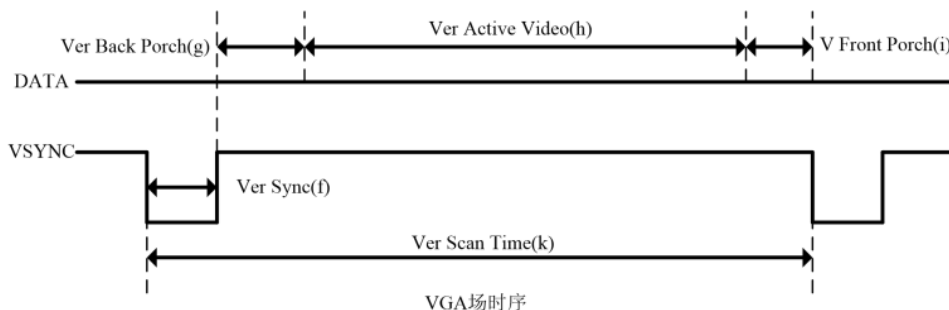 Ver Active Video(h)
Ver Back Porch(g)
V Front Porch(i)
DATA
VSYNC
Ver Sync(f)
Ver Scan Time(k)
VGA场时序